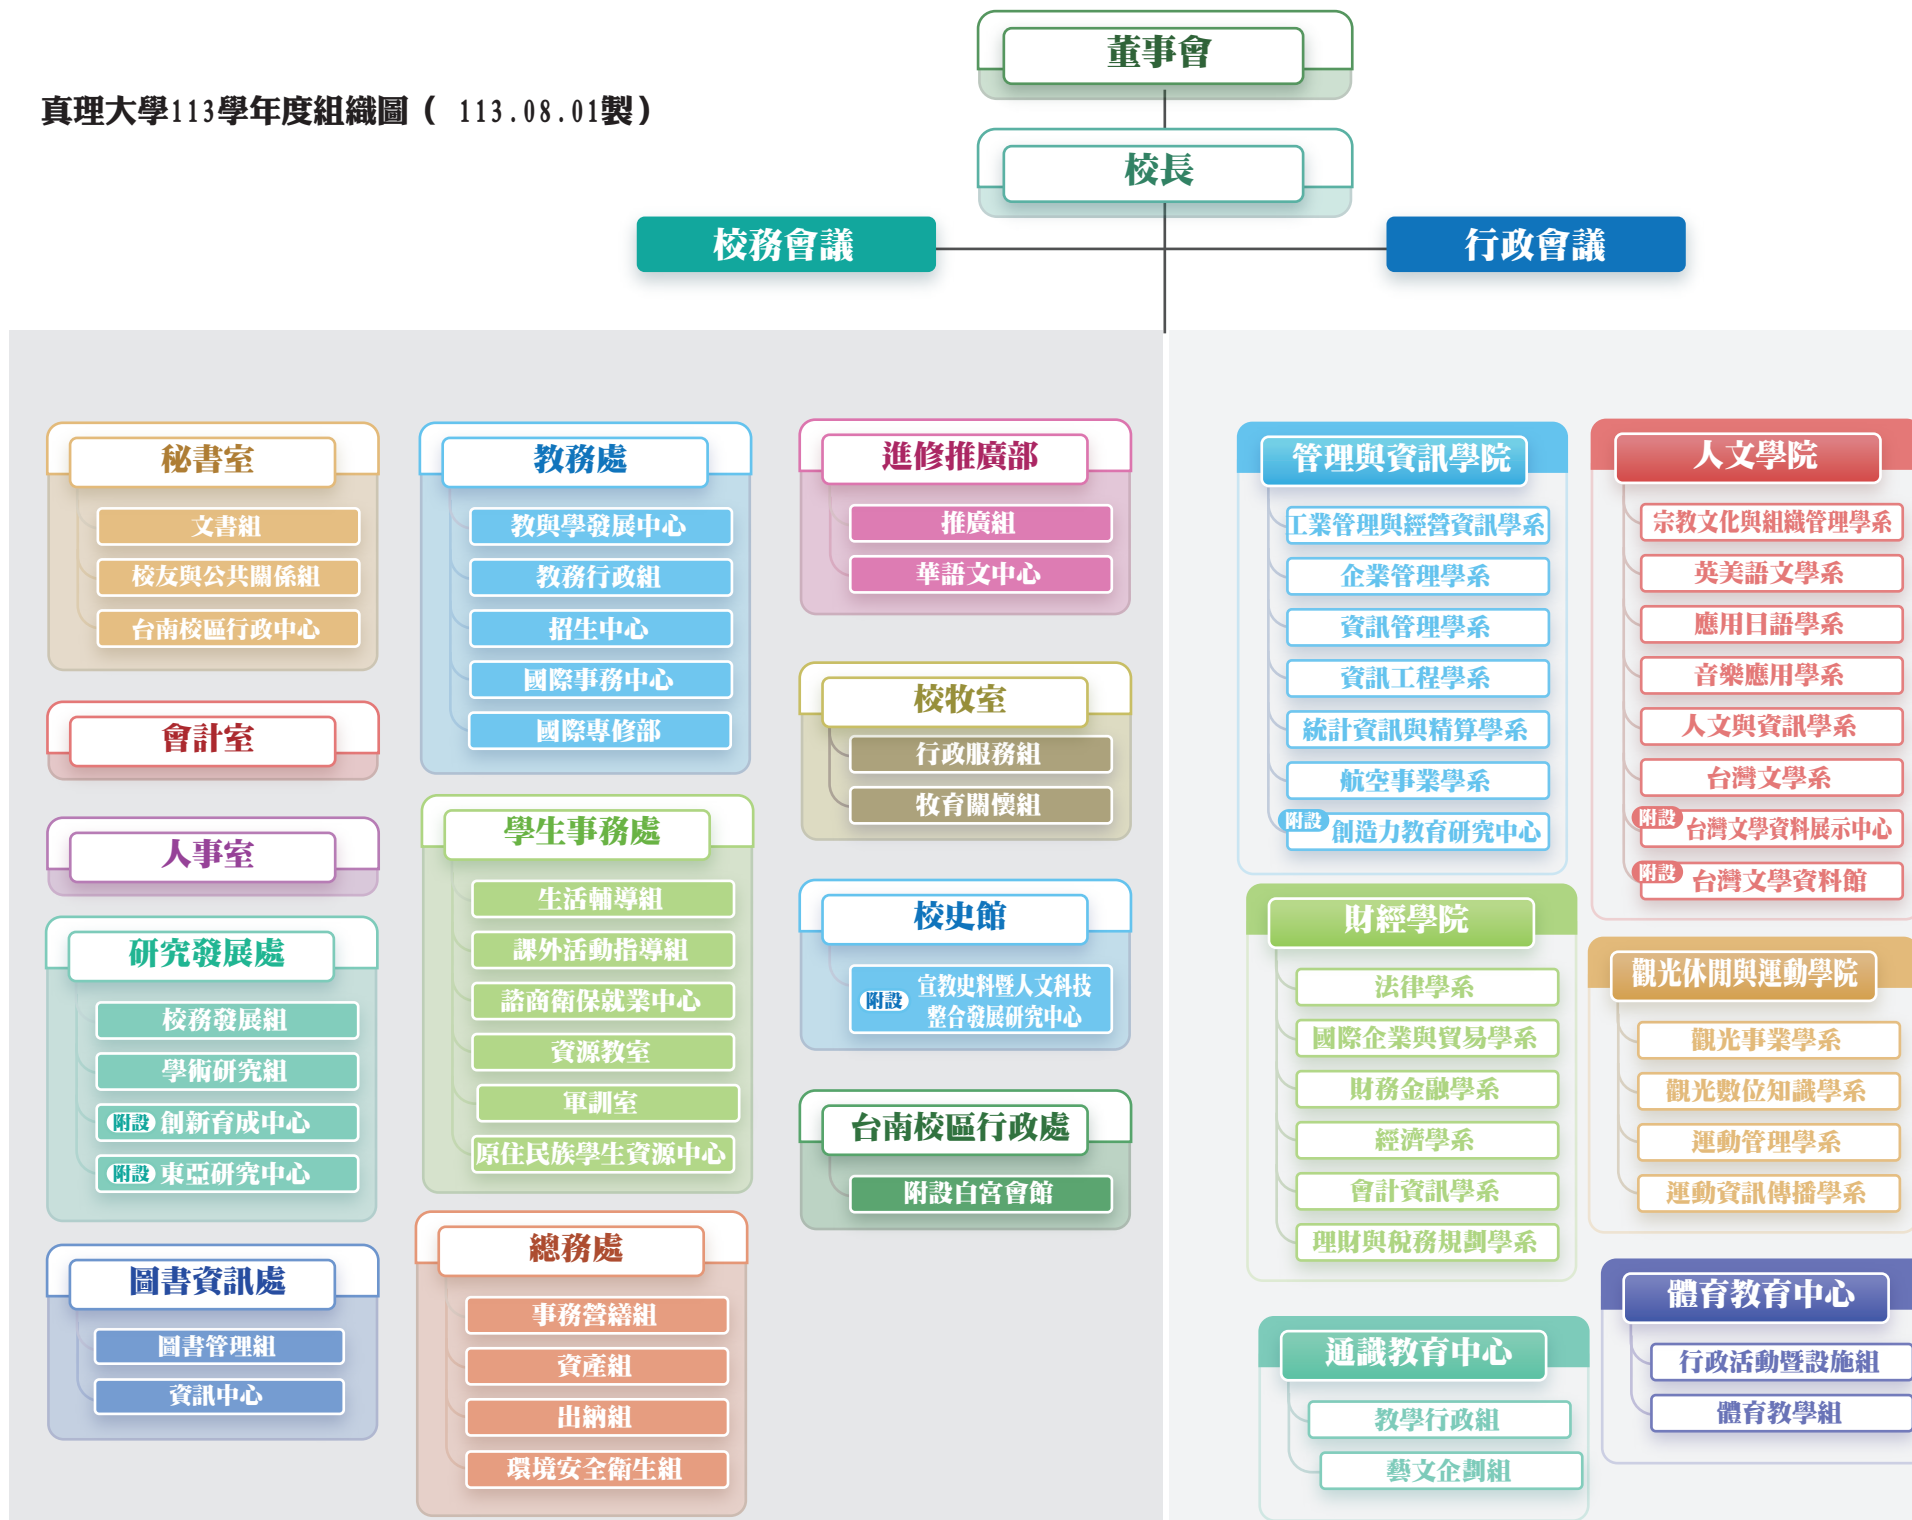 董事會
真理大學113學年度組織圖（ 113.08.01製）
校長
校務會議
行政會議
秘書室
文書組
校友與公共關係組
台南校區行政中心
會計室
人事室
研究發展處
校務發展組
學術研究組
附設 創新育成中心
附設 東亞研究中心
圖書資訊處
圖書管理組
資訊中心
教務處
教與學發展中心
教務行政組
招生中心
國際事務中心
國際專修部
學生事務處
生活輔導組
課外活動指導組
諮商衛保就業中心
資源教室
軍訓室
原住民族學生資源中心
總務處
事務營繕組
資產組
出納組
環境安全衛生組
進修推廣部
推廣組
華語文中心
校牧室
行政服務組
牧育關懷組
校史館
附設 宣教史料暨人文科技
整合發展研究中心
台南校區行政處
附設白宮會館
管理與資訊學院
工業管理與經營資訊學系
企業管理學系
資訊管理學系
資訊工程學系
統計資訊與精算學系
航空事業學系
附設 創造力教育研究中心
財經學院
法律學系
國際企業與貿易學系
財務金融學系
經濟學系
會計資訊學系
理財與稅務規劃學系
通識教育中心
教學行政組
藝文企劃組
人文學院
宗教文化與組織管理學系
英美語文學系
應用日語學系
音樂應用學系
人文與資訊學系
台灣文學系
附設 台灣文學資料展示中心
附設 台灣文學資料館
觀光休閒與運動學院
觀光事業學系
觀光數位知識學系
運動管理學系
運動資訊傳播學系
體育教育中心
行政活動暨設施組
體育教學組